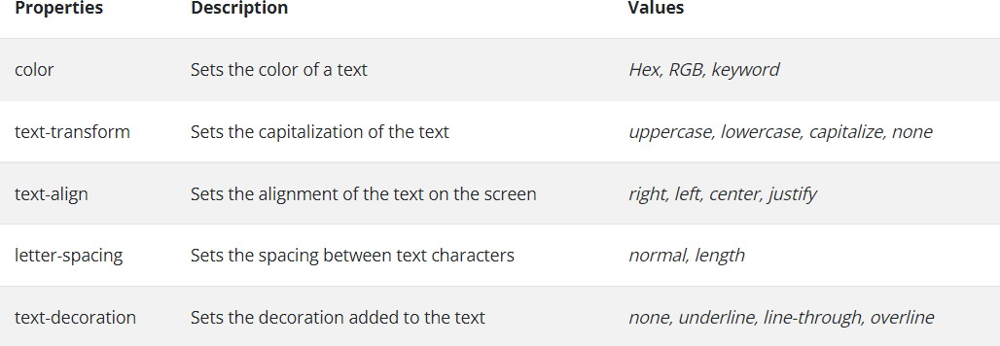 Properties Description Values
color Sets the color of a text Hex, RGB, keyword
text-transform Sets the capitalization of the text uppercase, lowercase, capitalize, none
text-align Sets the alignment of the text on the screen right, left, center, justify
letter-spacing Sets the spacing between text characters normal, length
text-decoration Sets the decoration added to the text none, underline, line-through, overline